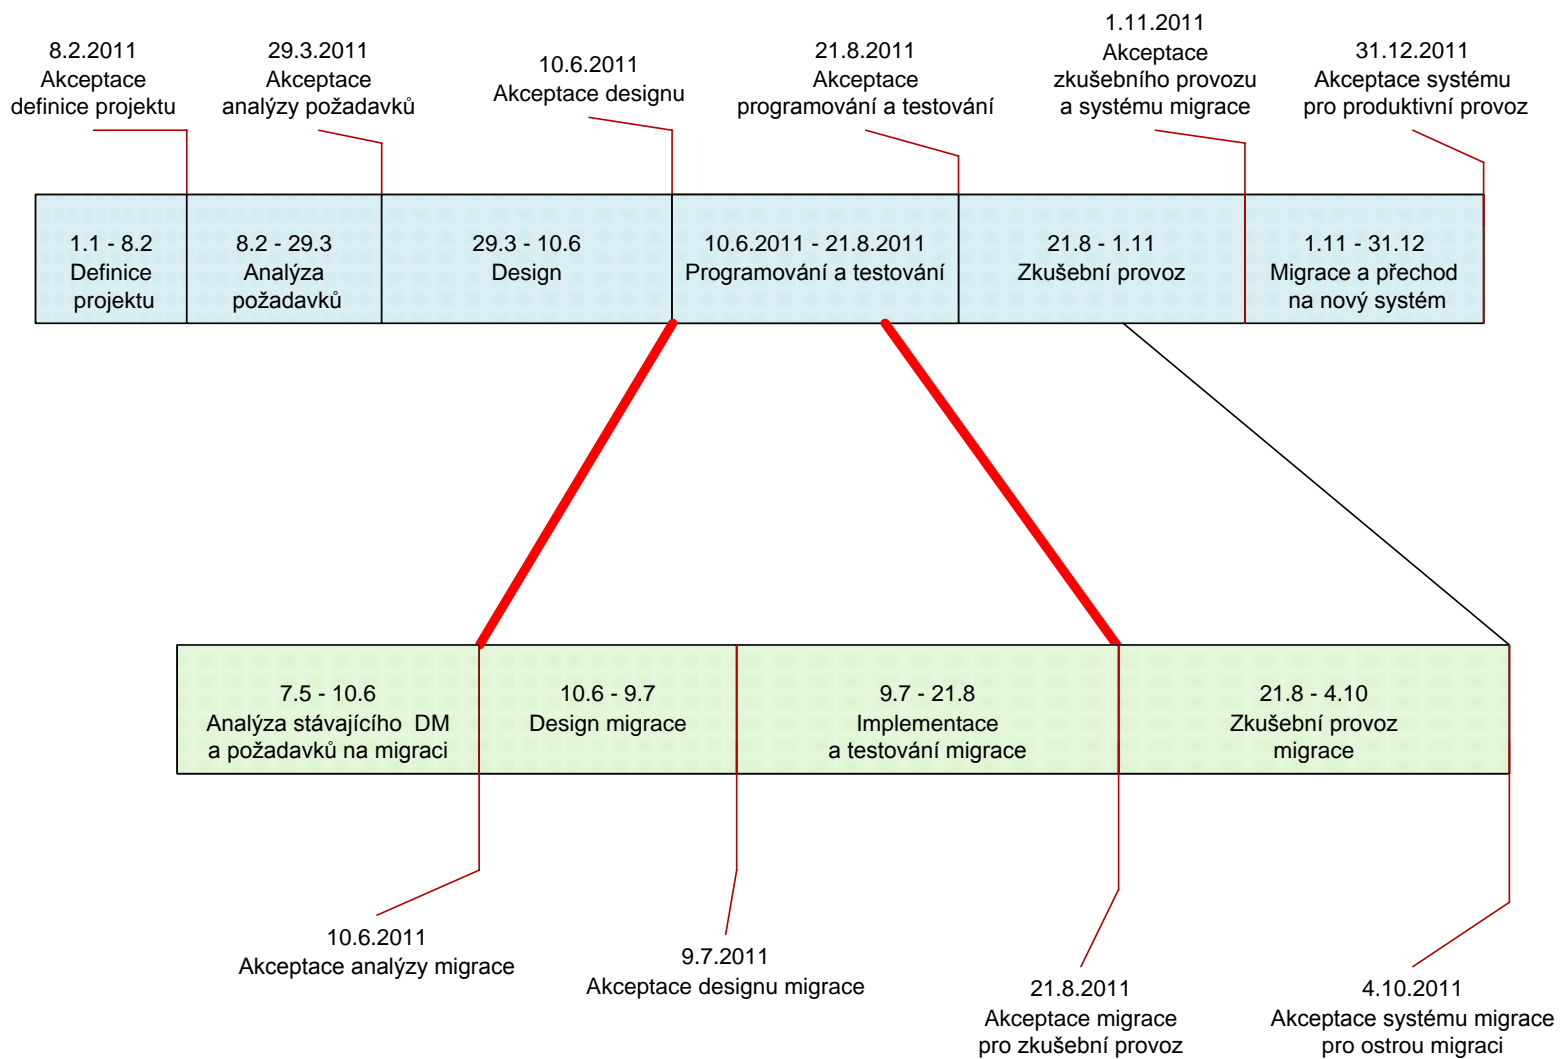 8.2.2011
Akceptace
definice projektu
29.3.2011
Akceptace
analýzy požadavků
10.6.2011
Akceptace designu
21.8.2011
Akceptace
programování a testování
1.11.2011
Akceptace
zkušebního provozu
a systému migrace
31.12.2011
Akceptace systému
pro produktivní provoz
1.1 - 8.2
Definice
projektu
8.2 - 29.3
Analýza
požadavků
29.3 - 10.6
Design
10.6.2011 - 21.8.2011
Programování a testování
21.8 - 1.11
Zkušební provoz
1.11 - 31.12
Migrace a přechod
na nový systém
7.5 - 10.6
Analýza stávajícího DM
a požadavků na migraci
10.6 - 9.7
Design migrace
9.7 - 21.8
Implementace
a testování migrace
21.8 - 4.10
Zkušební provoz
migrace
10.6.2011
Akceptace analýzy migrace
9.7.2011
Akceptace designu migrace
21.8.2011
Akceptace migrace
pro zkušební provoz
4.10.2011
Akceptace systému migrace
pro ostrou migraci